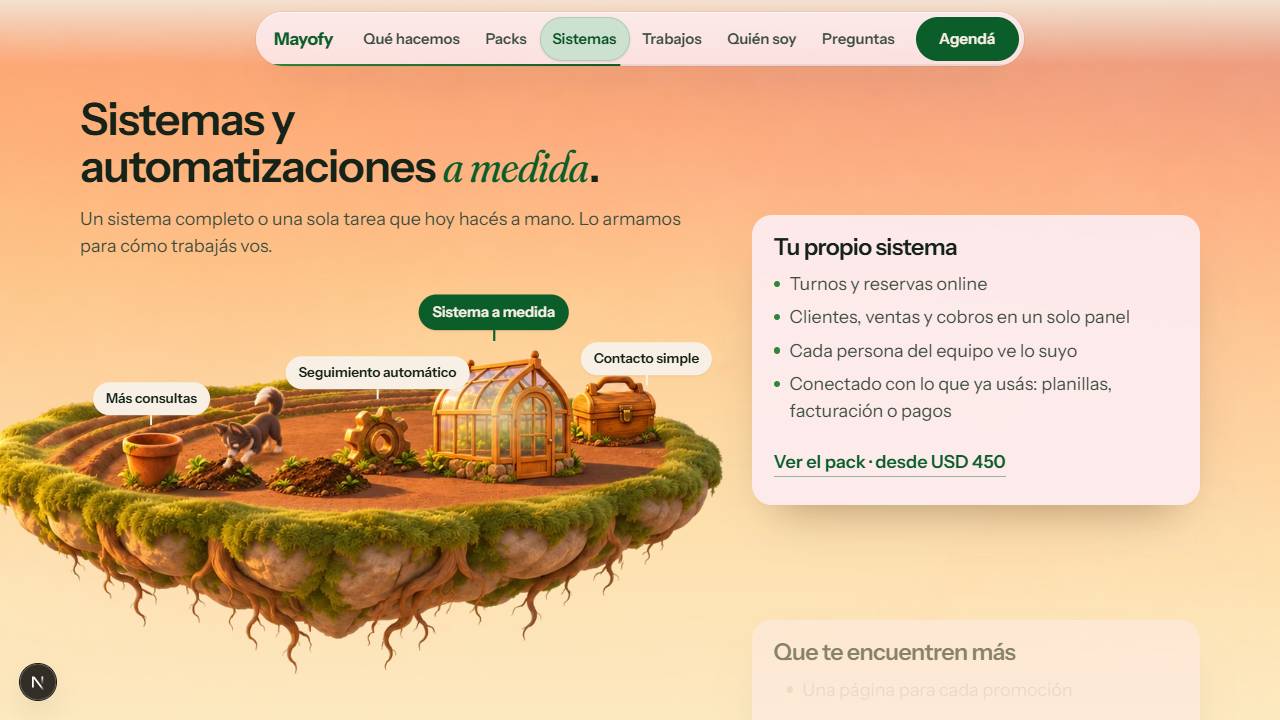 Mayofy
Qué hacemos
Packs
Sistemas
Trabajos
Quién soy
Preguntas
Agendá
Sistemas y
automatizaciones a medida.
Un sistema completo o una sola tarea que hoy hacés a mano. Lo armamos
para cómo trabajás vos.
Sistema a medida
Contacto simple
Seguimiento automático
Más consultas
Tu propio sistema
Turnos y reservas online
Clientes, ventas y cobros en un solo panel
Cada persona del equipo ve lo suyo
Conectado con lo que ya usás: planillas,
facturación o pagos
Ver el pack · desde USD 450
Que te encuentren más
Una página para cada promoción
N